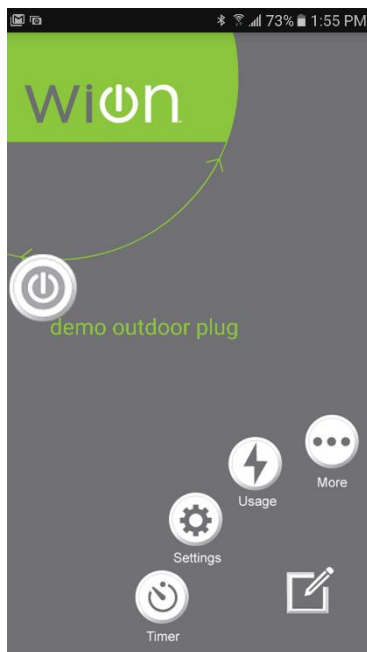 73% 1:55 PM
wion
demo outdoor plug
More
Usage
Settings
Timer